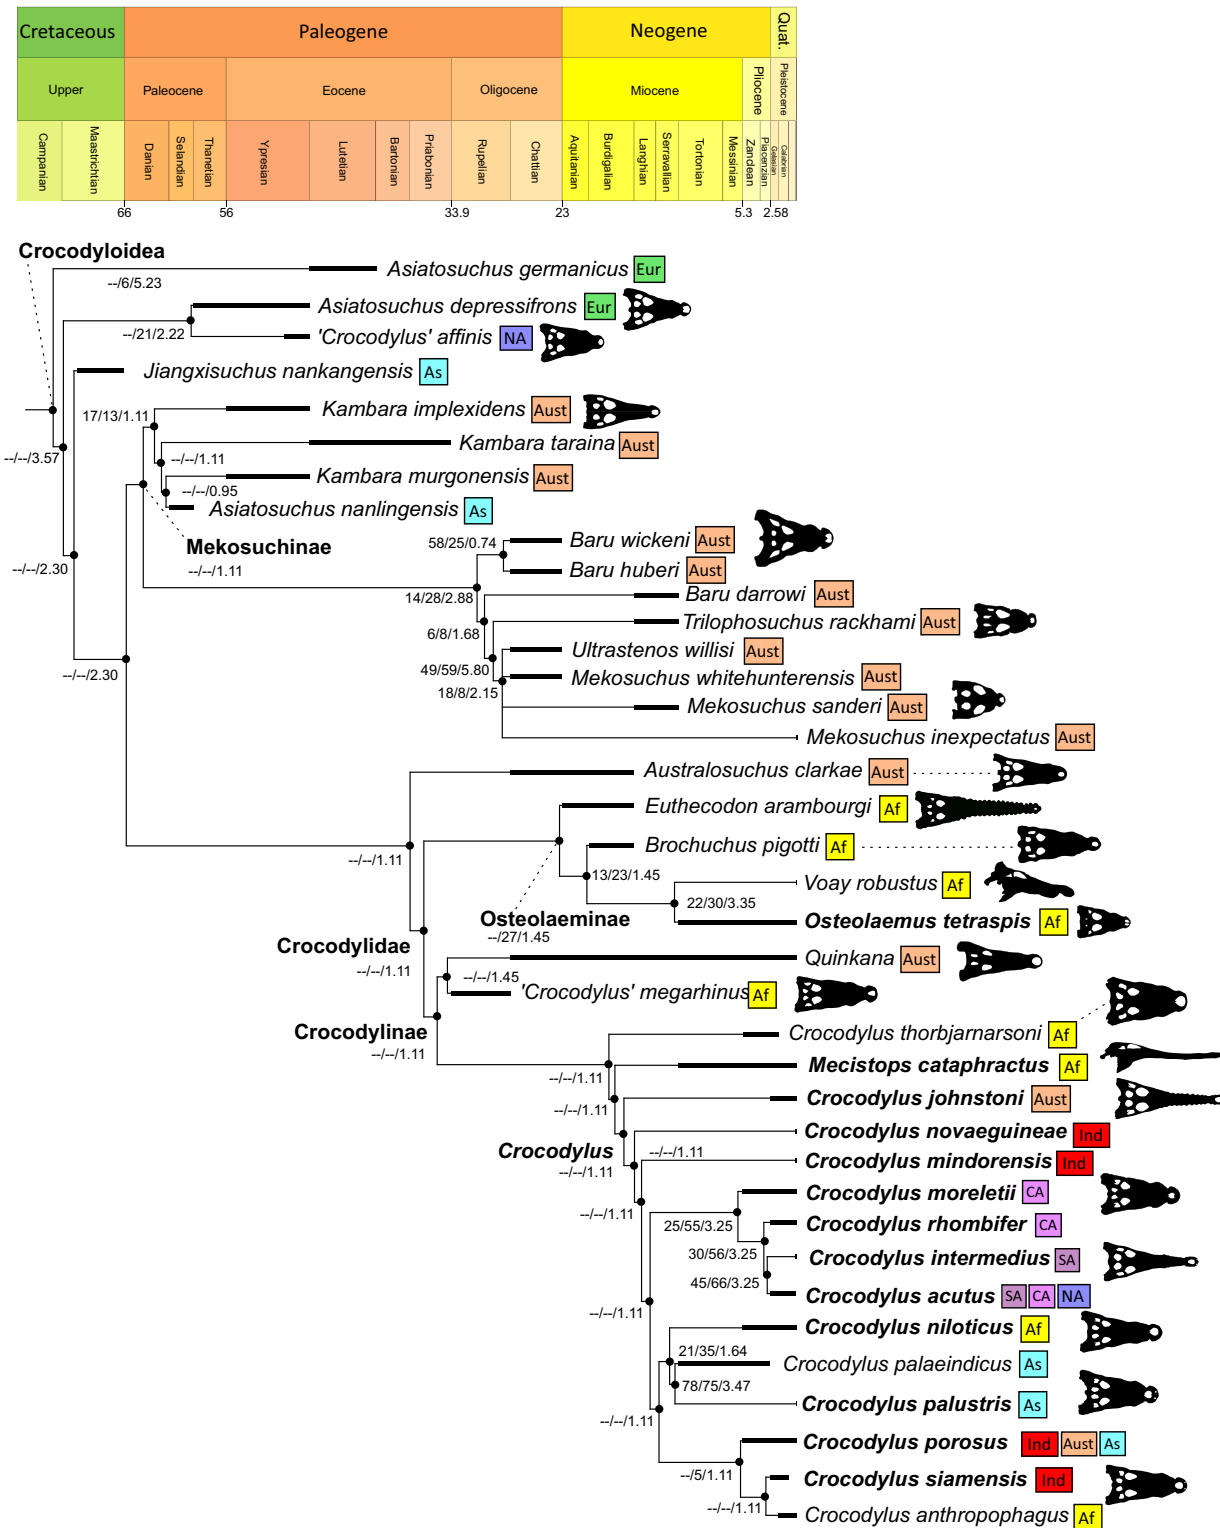 Cretaceous Paleogene Neogene Quat.
Upper Paleocene Eocene Oligocene Miocene Pliocene Pleistocene
Campanian Maastrichtian Danian Selandian Thanetian Ypresian Lutetian Bartonian Priabonian Rupelian Chattian Aquitanian Burdigalian Langhian Serravallian Tortonian Messinian Zanclean Piacenzian Gelasian Calabrian
66 56 33.9 23 5.3 2.58
Crocodyloidea
Asiatosuchus germanicus Eur
--/6/5.23
Asiatosuchus depressifrons Eur
--/21/2.22 'Crocodylus' affinis NA
Jiangxisuchus nankangensis As
17/13/1.11 Kambara implexidens Aust
Kambara taraina Aust
--/--/3.57 --/--/1.11
Kambara murgonensis Aust
--/--/0.95
Asiatosuchus nanlingensis As
Mekosuchinae
58/25/0.74 Baru wickeni Aust
--/--/2.30 --/--/1.11 Baru huberi Aust
14/28/2.88 Baru darrowi Aust
Trilophosuchus rackhami Aust
6/8/1.68
Ultrastenos willisi Aust
--/--/2.30 49/59/5.80 Mekosuchus whitehunterensis Aust
18/8/2.15
Mekosuchus sanderi Aust
Mekosuchus inexpectatus Aust
Australosuchus clarkae Aust
Euthecodon arambourgi Af
Brochuchus pigotti Af
--/--/1.11
13/23/1.45 Voay robustus Af
22/30/3.35
Osteolaeminae Osteolaemus tetraspis Af
--/27/1.45
Crocodylidae Quinkana Aust
--/--/1.11 --/--/1.45
'Crocodylus' megarhinus Af
Crocodylinae Crocodylus thorbjarnarsoni Af
--/--/1.11
Mecistops cataphractus Af
--/--/1.11
Crocodylus johnstoni Aust
--/--/1.11
Crocodylus novaeguineae Ind
Crocodylus --/--/1.11
--/--/1.11 Crocodylus mindorensis Ind
Crocodylus moreletii CA
--/--/1.11
25/55/3.25 Crocodylus rhombifer CA
30/56/3.25 Crocodylus intermedius SA
45/66/3.25
Crocodylus acutus SA CA NA
--/--/1.11
Crocodylus niloticus Af
21/35/1.64
Crocodylus palaeindicus As
78/75/3.47
Crocodylus palustris As
--/--/1.11
Crocodylus porosus Ind Aust As
--/5/1.11
Crocodylus siamensis Ind
--/--/1.11
Crocodylus anthropophagus Af